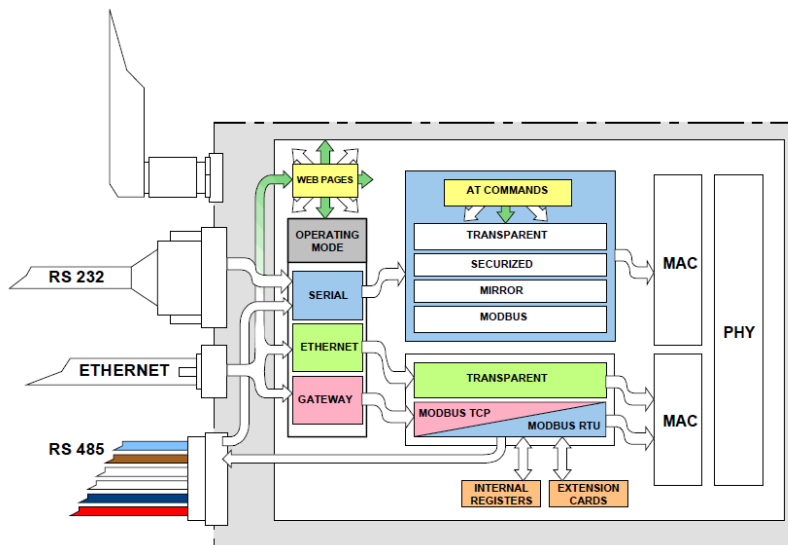 WEB PAGES
AT COMMANDS
OPERATING
MODE
TRANSPARENT
SECURIZED
MIRROR
MODBUS
MAC
PHY
RS 232
SERIAL
ETHERNET
ETHERNET
GATEWAY
TRANSPARENT
MODBUS TCP
MODBUS RTU
MAC
RS 485
INTERNAL
REGISTERS
EXTENSION
CARDS